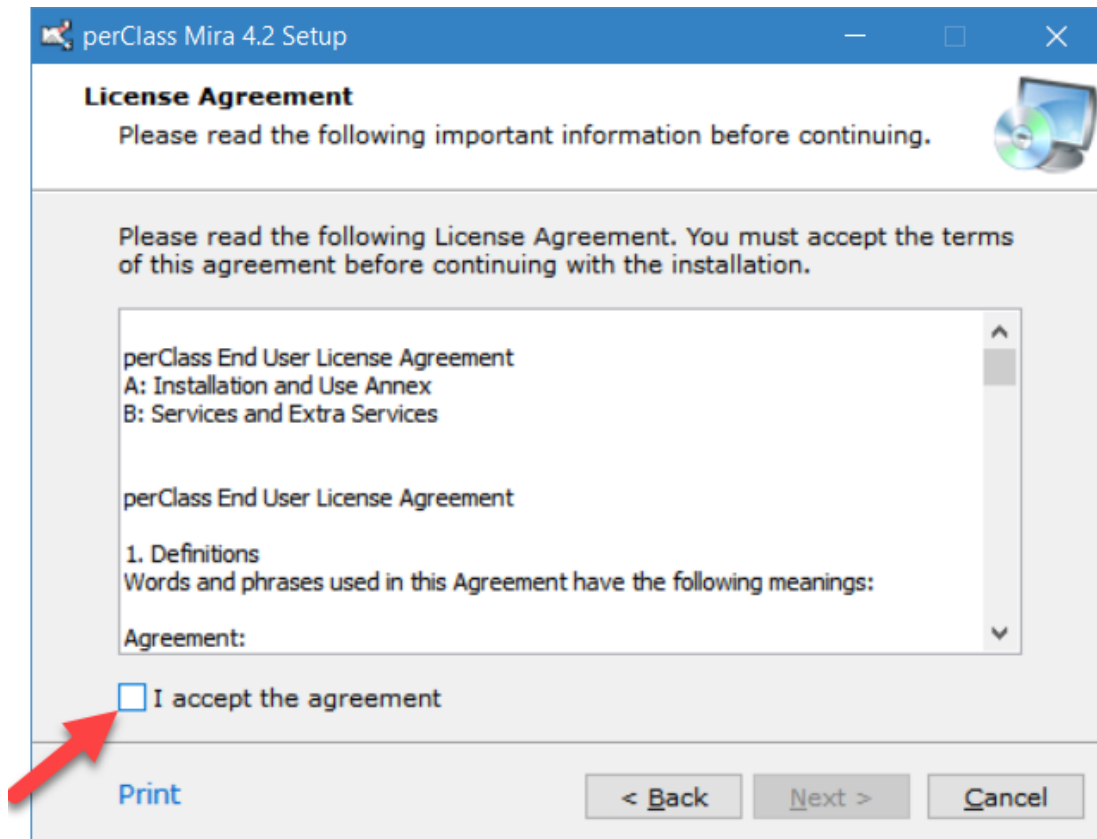 perClass Mira 4.2 Setup
License Agreement
Please read the following important information before continuing.
Please read the following License Agreement. You must accept the terms
of this agreement before continuing with the installation.
perClass End User License Agreement
A: Installation and Use Annex
B: Services and Extra Services
perClass End User License Agreement
1. Definitions
Words and phrases used in this Agreement have the following meanings:
Agreement:
I accept the agreement
Print
< Back
Next >
Cancel